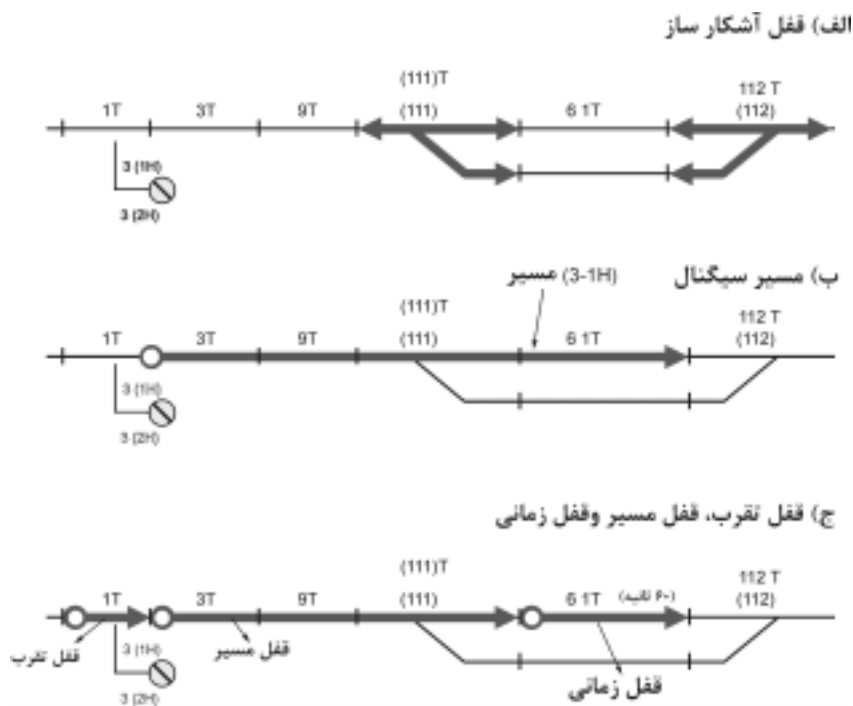 الف) قفل آشکار ساز
(111)T
112 T
1T 3T 9T (111) 6 1T (112)
3 (1H)
3 (2H)
ب) مسیر سیگنال
(111)T مسیر (3-1H)
112 T
1T 3T 9T (111) 6 1T (112)
3 (1H)
3 (2H)
ج) قفل تقرب، قفل مسیر وقفل زمانی
(111)T
112 T
1T 3T 9T (111) 6 1T (۶۰ ثانیه) (112)
قفل تقرب 3 (1H) قفل مسیر
3 (2H) قفل زمانی